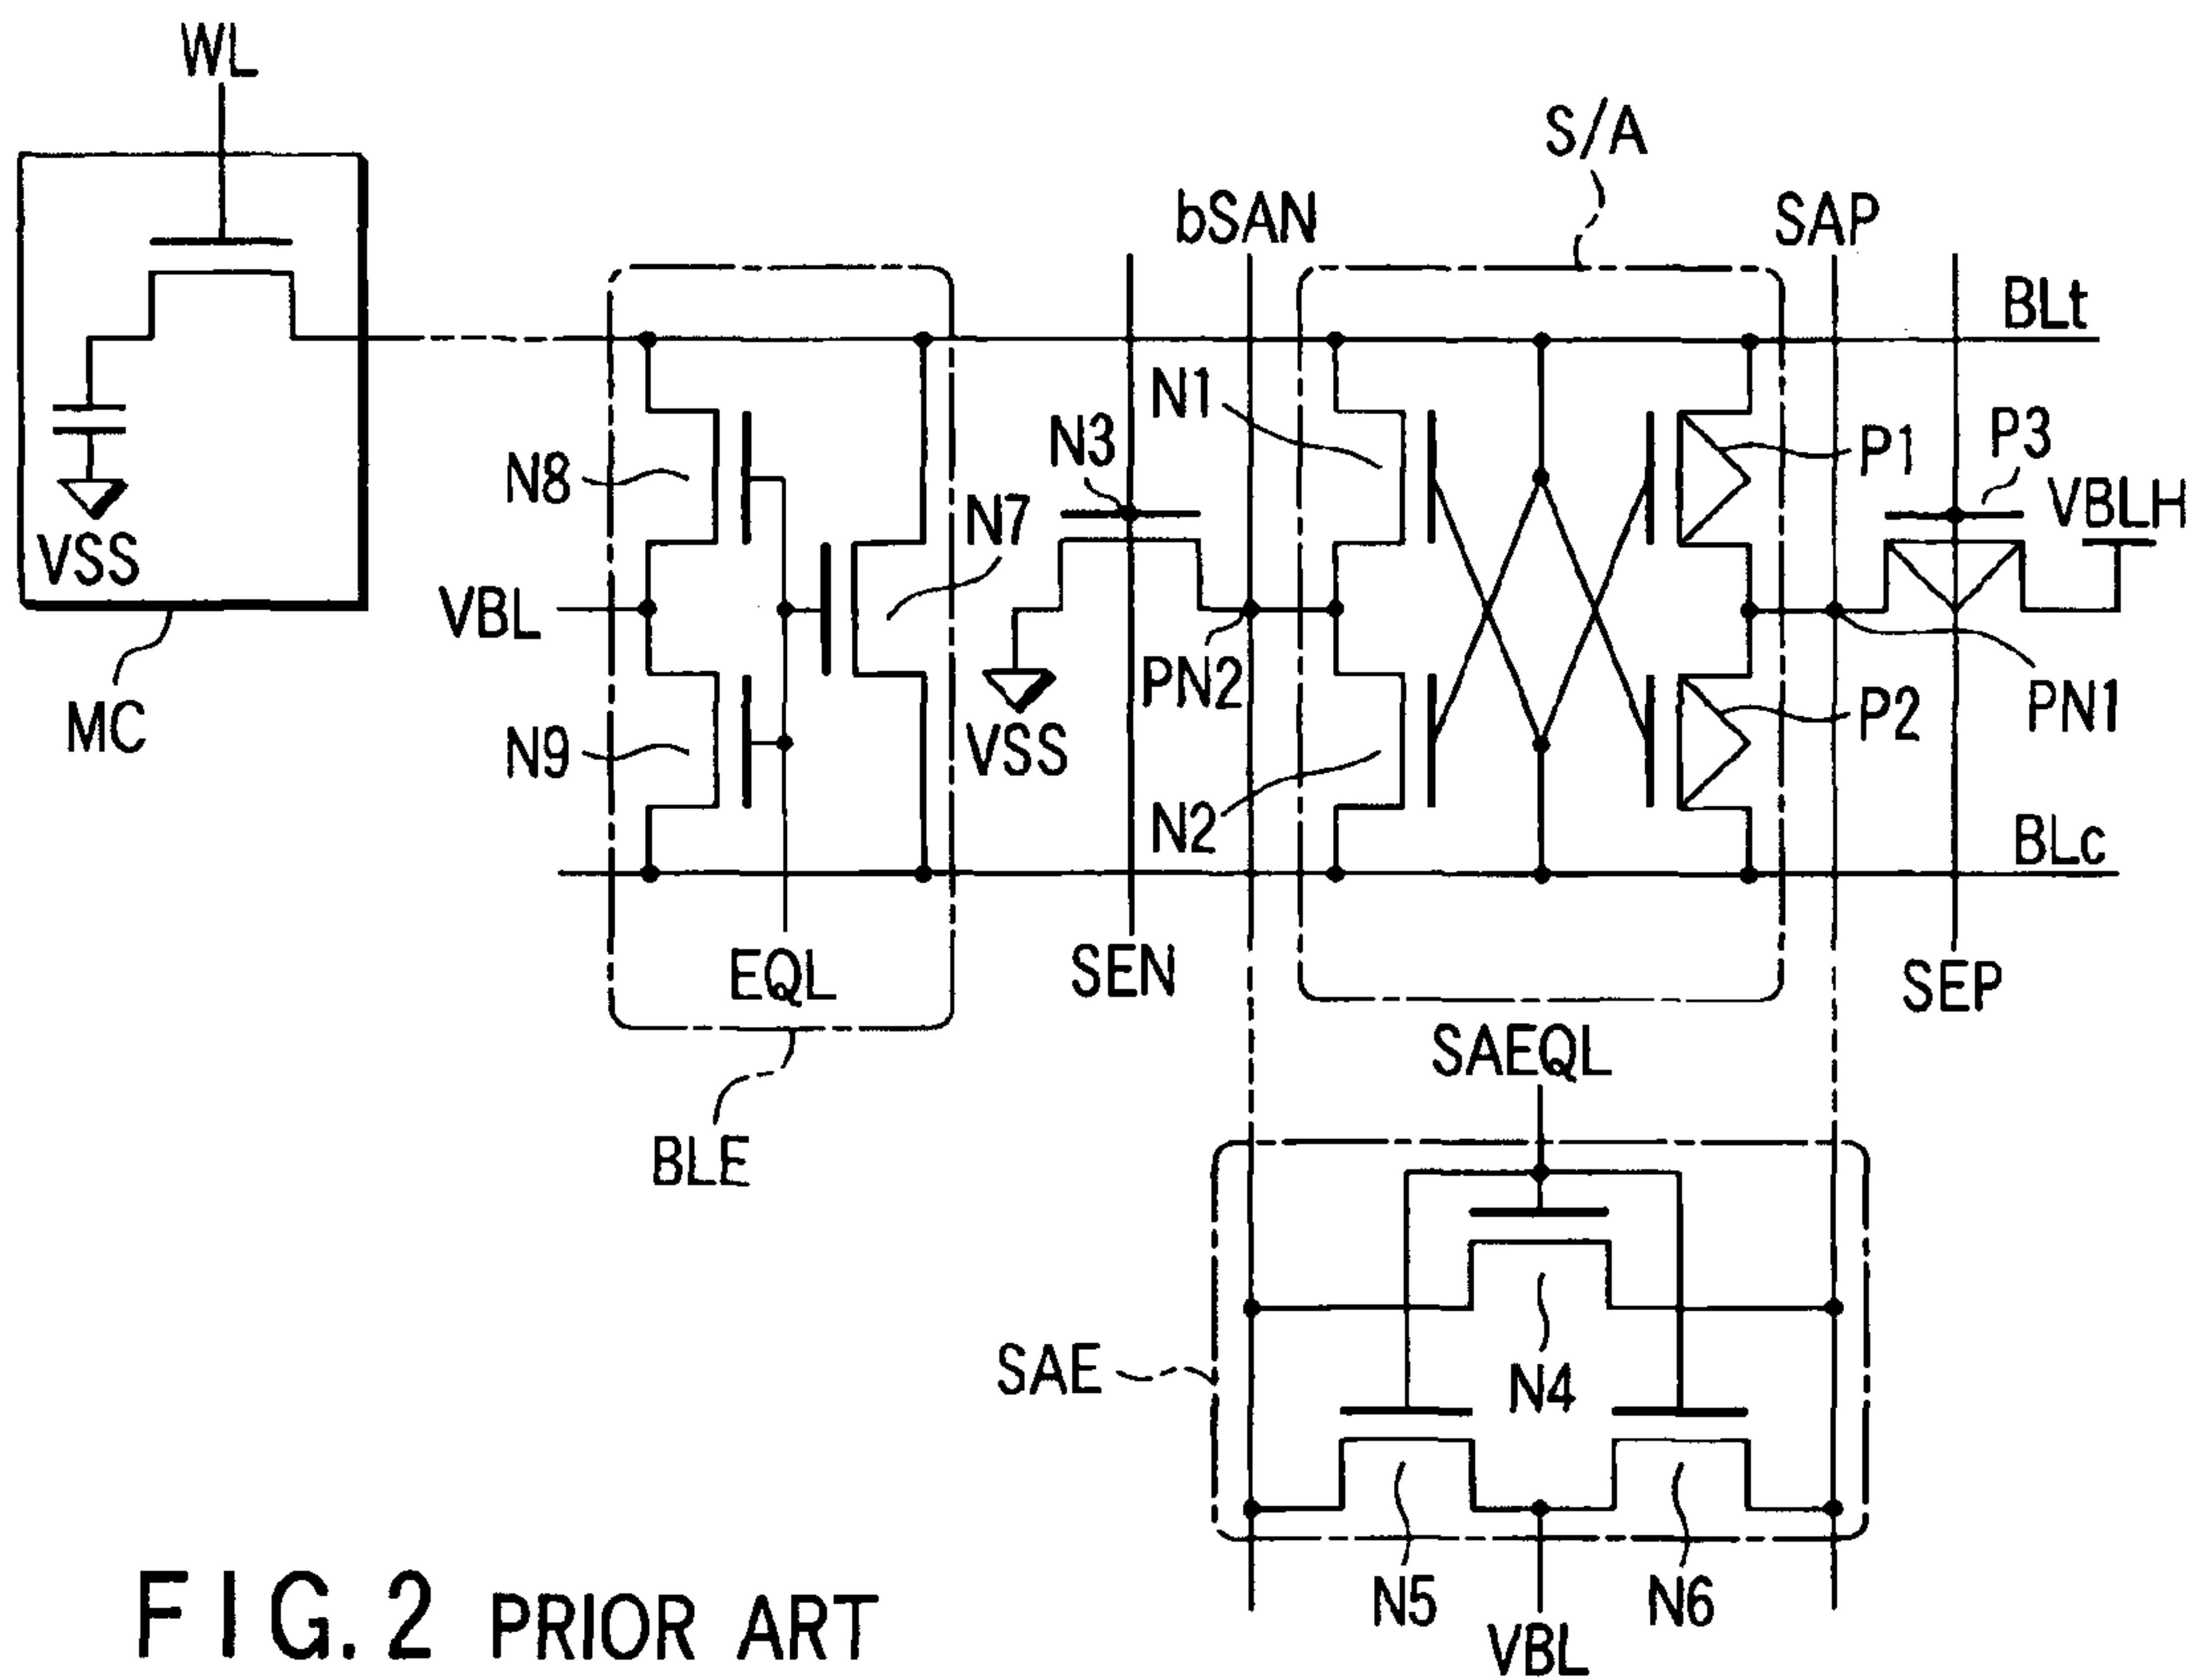 WL
S/A
bSAN
SAP
BLt
N1
N3
P1
P3
N8
N7
VBLH
VSS
VBL
PN2
PN1
MC
N9
VSS
P2
N2
BLc
EQL
SEN
SEP
SAEQL
BLE
SAE
N4
N5
N6
VBL
FIG. 2 PRIOR ART